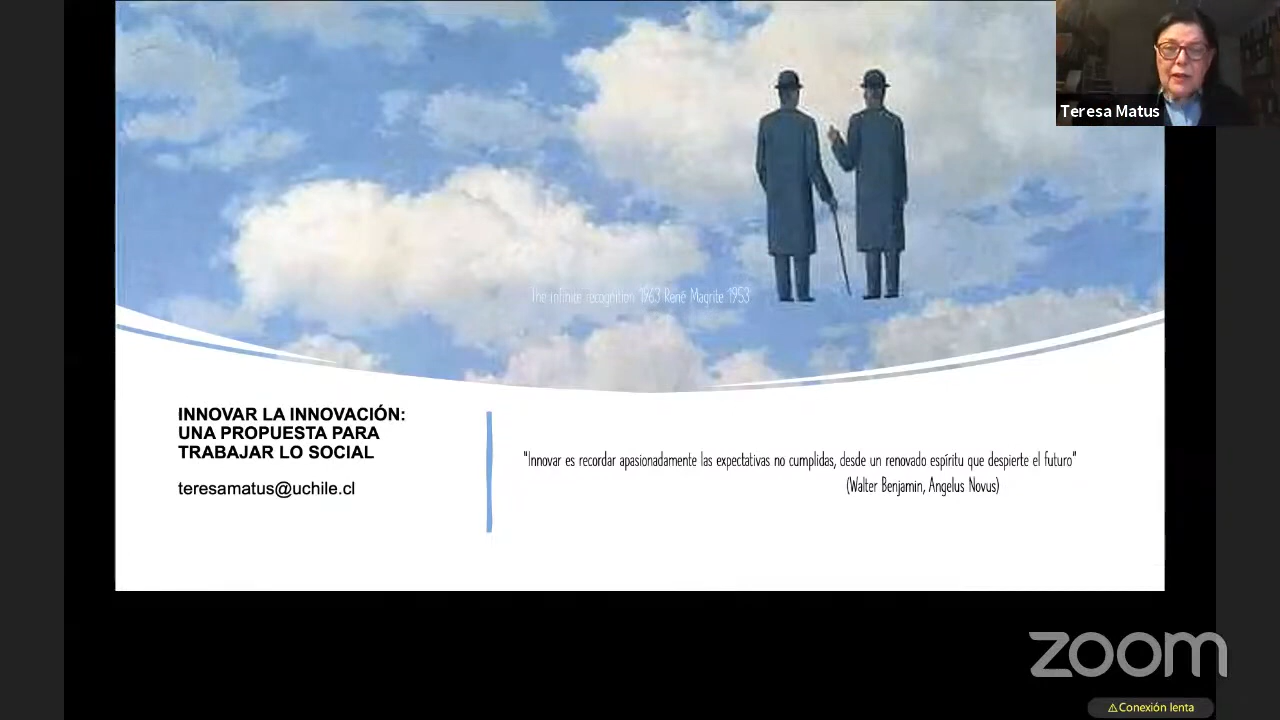 Teresa Matus
The infinite recognition 1963 René Magrite 1953
INNOVAR LA INNOVACIÓN:
UNA PROPUESTA PARA
TRABAJAR LO SOCIAL
teresamatus@uchile.cl
"Innovar es recordar apasionadamente las expectativas no cumplidas, desde un renovado espíritu que despierte el futuro"
(Walter Benjamin, Angelus Novus)
zoom
⚠Conexión lenta